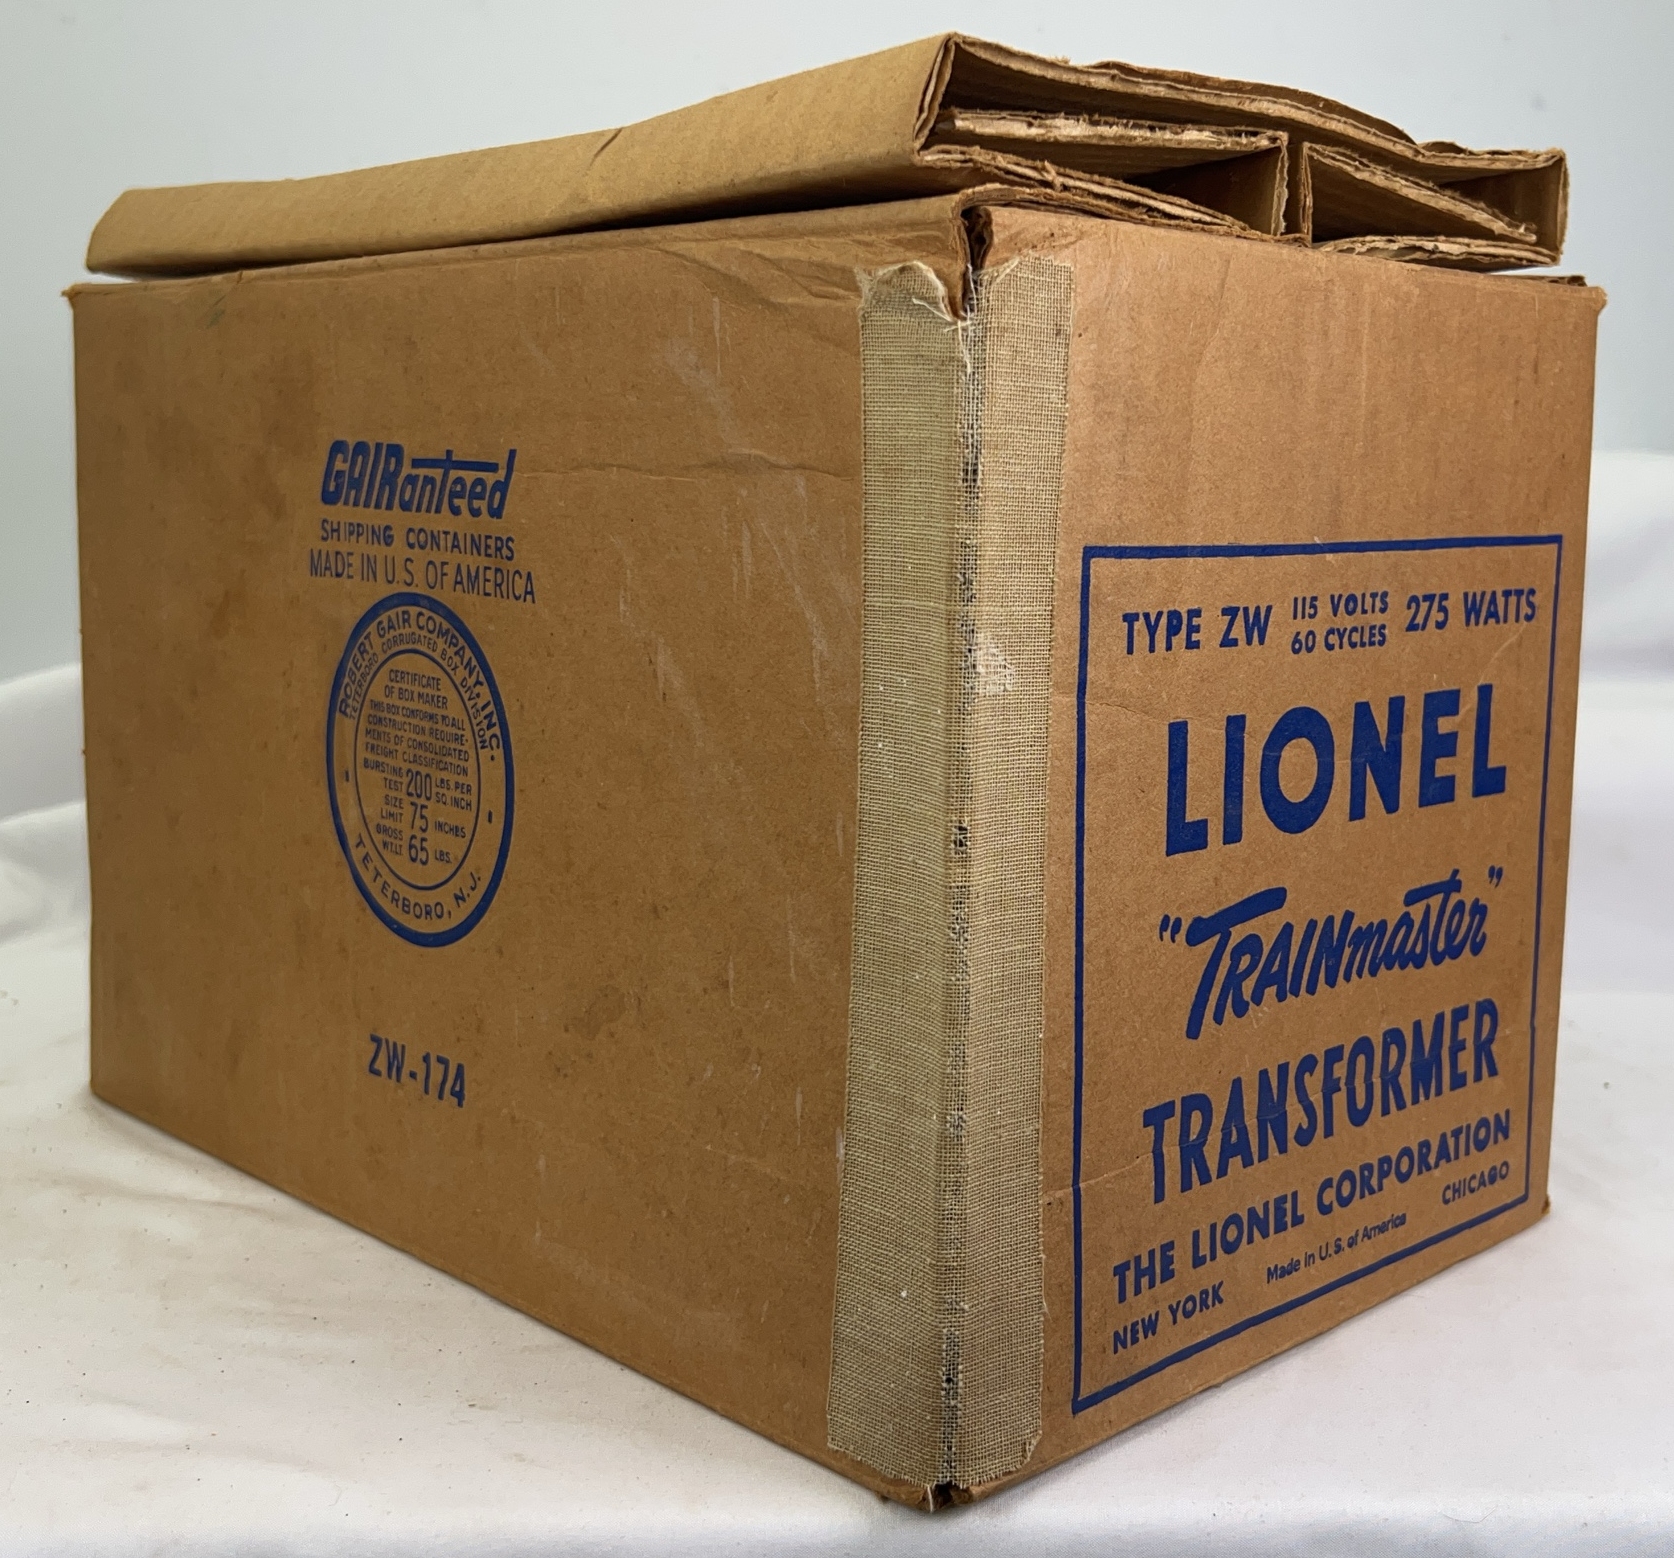 GAIRanteed
SHIPPING CONTAINERS
MADE IN U.S. OF AMERICA
ROBERT GAIR COMPANY, INC.
TETERBORO CORRUGATED BOX DIVISION
CERTIFICATE
OF BOX MAKER
THIS BOX CONFORMS TO ALL
CONSTRUCTION REQUIRE-
MENTS OF CONSOLIDATED
FREIGHT CLASSIFICATION
BURSTING TEST 200 LBS. PER SQ. INCH
SIZE LIMIT 75 INCHES
GROSS WT.LT. 65 LBS.
TETERBORO, N.J.
ZW-174
TYPE ZW 115 VOLTS 60 CYCLES 275 WATTS
LIONEL
"TRAINmaster"
TRANSFORMER
THE LIONEL CORPORATION
NEW YORK Made in U.S. of America CHICAGO